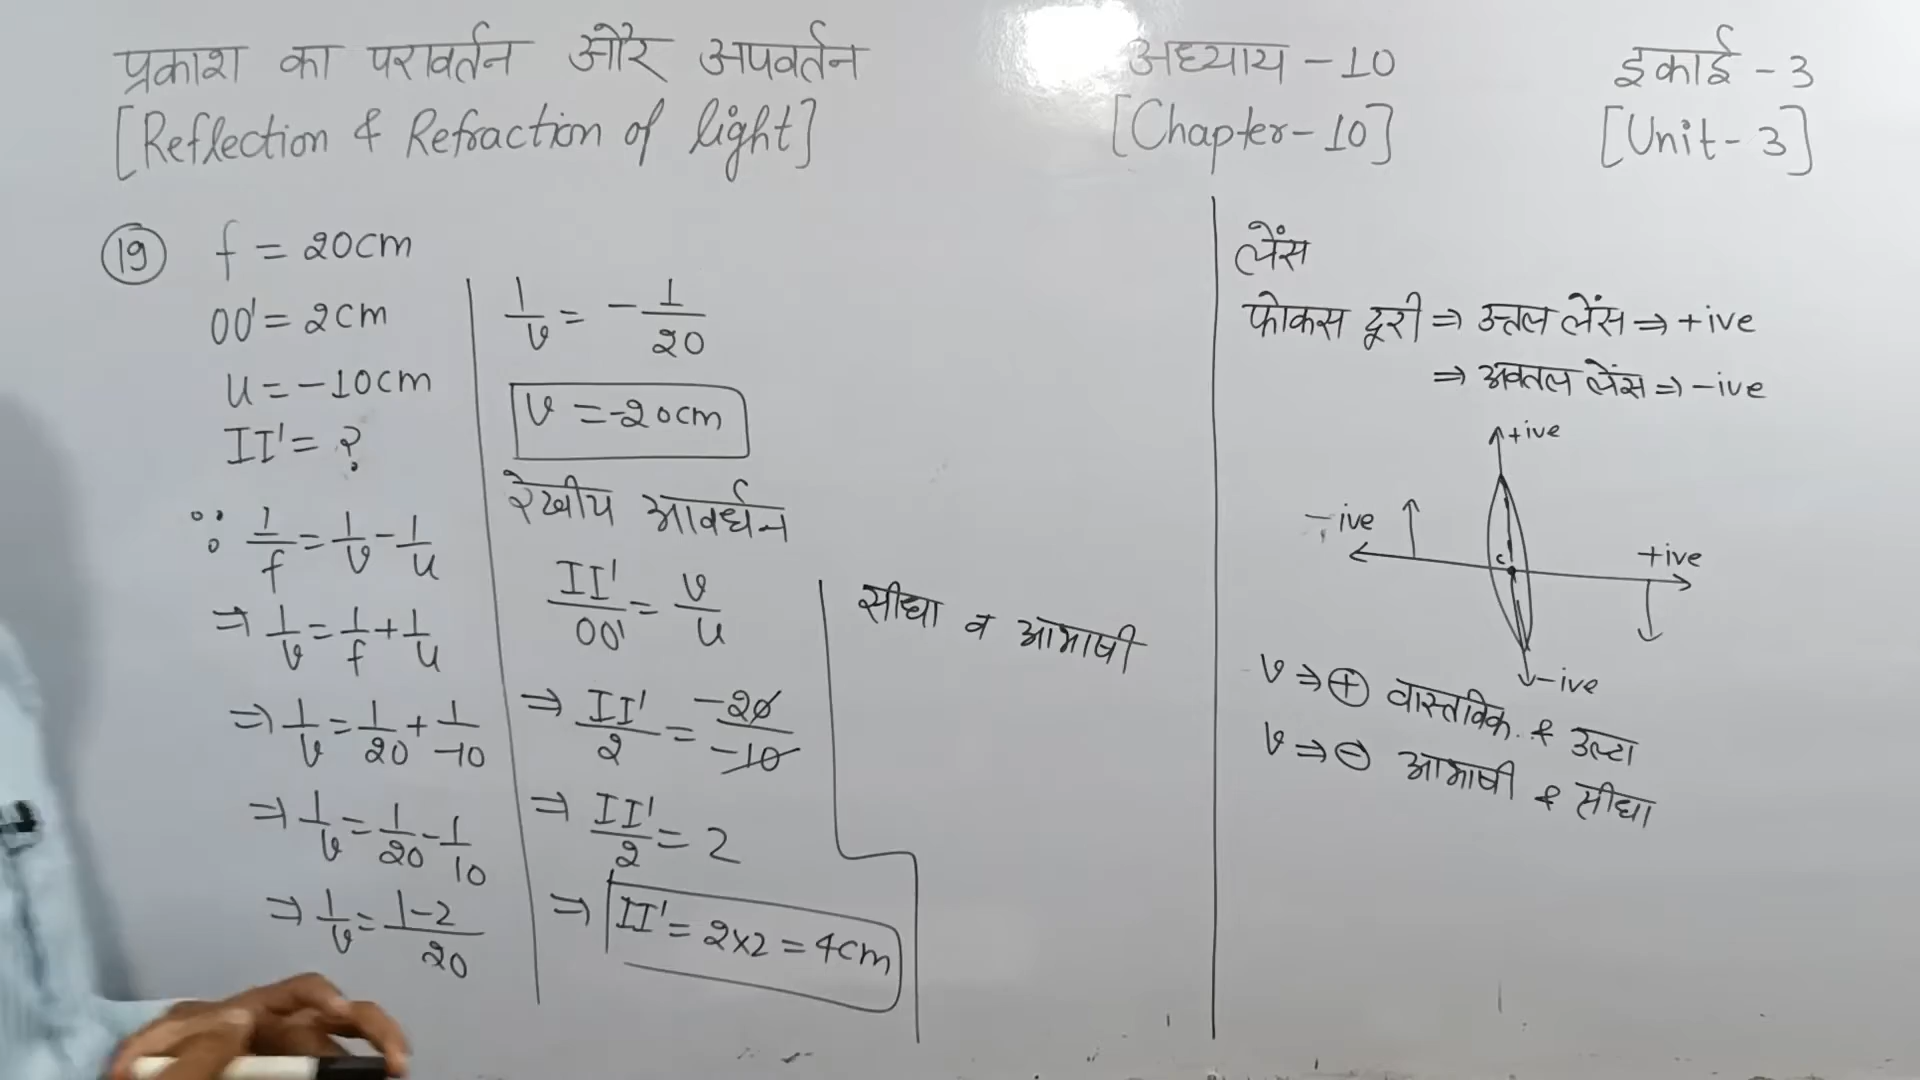 प्रकाश का परावर्तन और अपवर्तन
[Reflection & Refraction of light]
अध्याय - 10
[Chapter-10]
इकाई - 3
[Unit-3]
19
f = 20cm
OO' = 2cm
u = -10cm
II' = ?
∵ 1/f = 1/v - 1/u
⇒ 1/v = 1/f + 1/u
⇒ 1/v = 1/20 + 1/-10
⇒ 1/v = 1/20 - 1/10
⇒ 1/v = 1-2/20
1/v = -1/20
v = -20cm
रेखीय आवर्धन
II'/OO' = v/u
⇒ II'/2 = -20/-10
⇒ II'/2 = 2
⇒ II' = 2×2 = 4cm
सीधा व आभाषी
लेंस
फोकस दूरी ⇒ उत्तल लेंस ⇒ +ive
⇒ अवतल लेंस ⇒ -ive
+ive
-ive
c
+ive
-ive
v ⇒ ⊕ वास्तविक & उल्टा
v ⇒ ⊖ आभाषी & सीधा